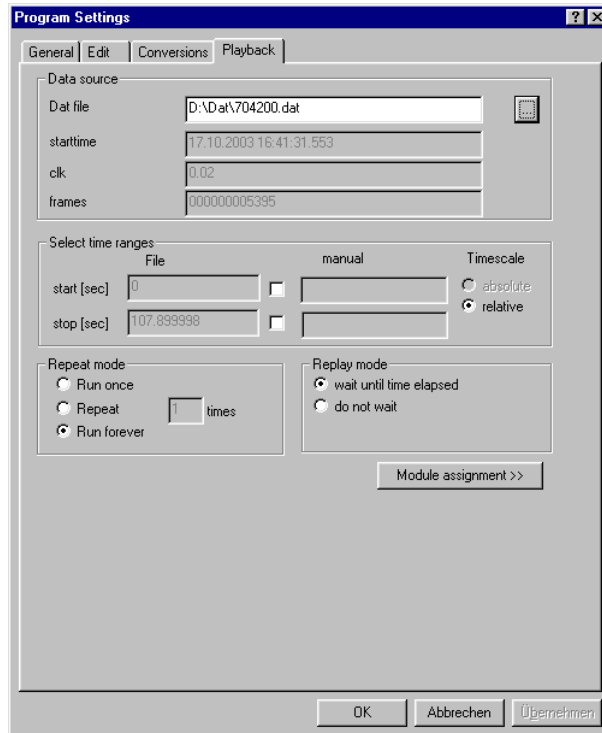 Program Settings
General Edit Conversions Playback
Data source
Dat file D:\Dat\704200.dat ...
starttime 17.10.2003 16:41:31.553
clk 0.02
frames 000000005395
Select time ranges
File manual Timescale
start [sec] 0 absolute
stop [sec] 107.899998 relative
Repeat mode
Run once
Repeat 1 times
Run forever
Replay mode
wait until time elapsed
do not wait
Module assignment >>
OK Abbrechen Übernehmen